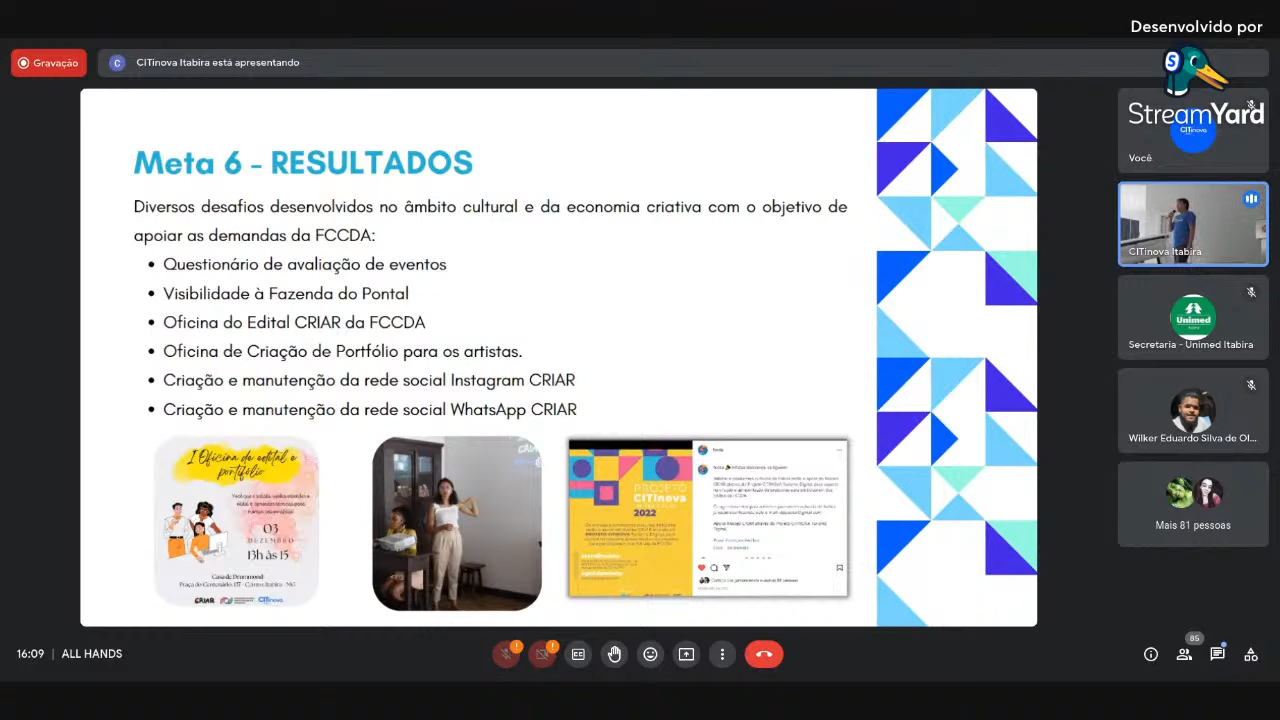 Desenvolvido por
StreamYard
Gravação
C
CITinova Itabira está apresentando
Meta 6 - RESULTADOS
Diversos desafios desenvolvidos no âmbito cultural e da economia criativa com o objetivo de
apoiar as demandas da FCCDA:
• Questionário de avaliação de eventos
• Visibilidade à Fazenda do Pontal
• Oficina do Edital CRIAR da FCCDA
• Oficina de Criação de Portfólio para os artistas.
• Criação e manutenção da rede social Instagram CRIAR
• Criação e manutenção da rede social WhatsApp CRIAR
I Oficina de edital e
portifólio
03
DEZEMBRO
13h às 15
Casa de Drummond
CRIAR
CITinova
PROJETO
CITInova
2022
CITinova
Você
CITinova Itabira
Unimed
Secretaria - Unimed Itabira
Wilker Eduardo Silva de Ol...
Mais 81 pessoas
16:09 | ALL HANDS
85